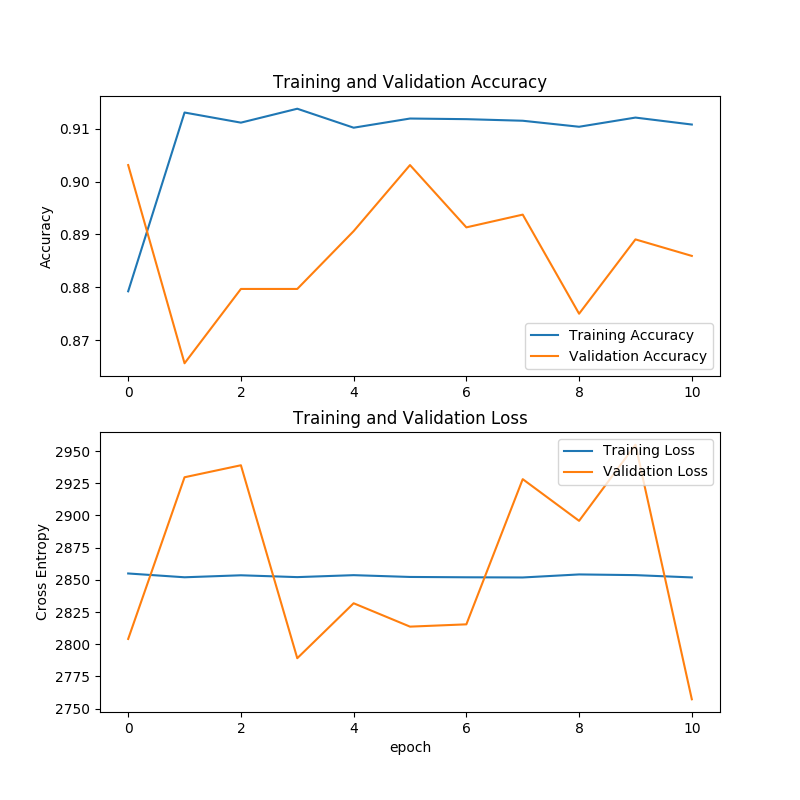 Training and Validation Accuracy
Accuracy
0.91
0.90
0.89
0.88
0.87
0 2 4 6 8 10
Training Accuracy
Validation Accuracy
Training and Validation Loss
Cross Entropy
2950
2925
2900
2875
2850
2825
2800
2775
2750
0 2 4 6 8 10
epoch
Training Loss
Validation Loss